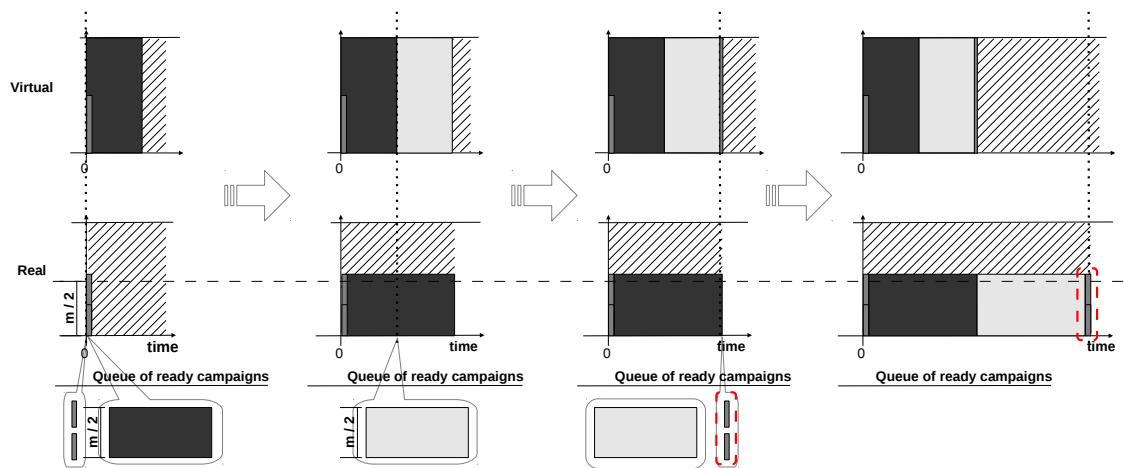 Virtual
0
0
0
0
Real
m / 2
0
time
0
time
0
time
0
time
Queue of ready campaigns
Queue of ready campaigns
Queue of ready campaigns
Queue of ready campaigns
m / 2